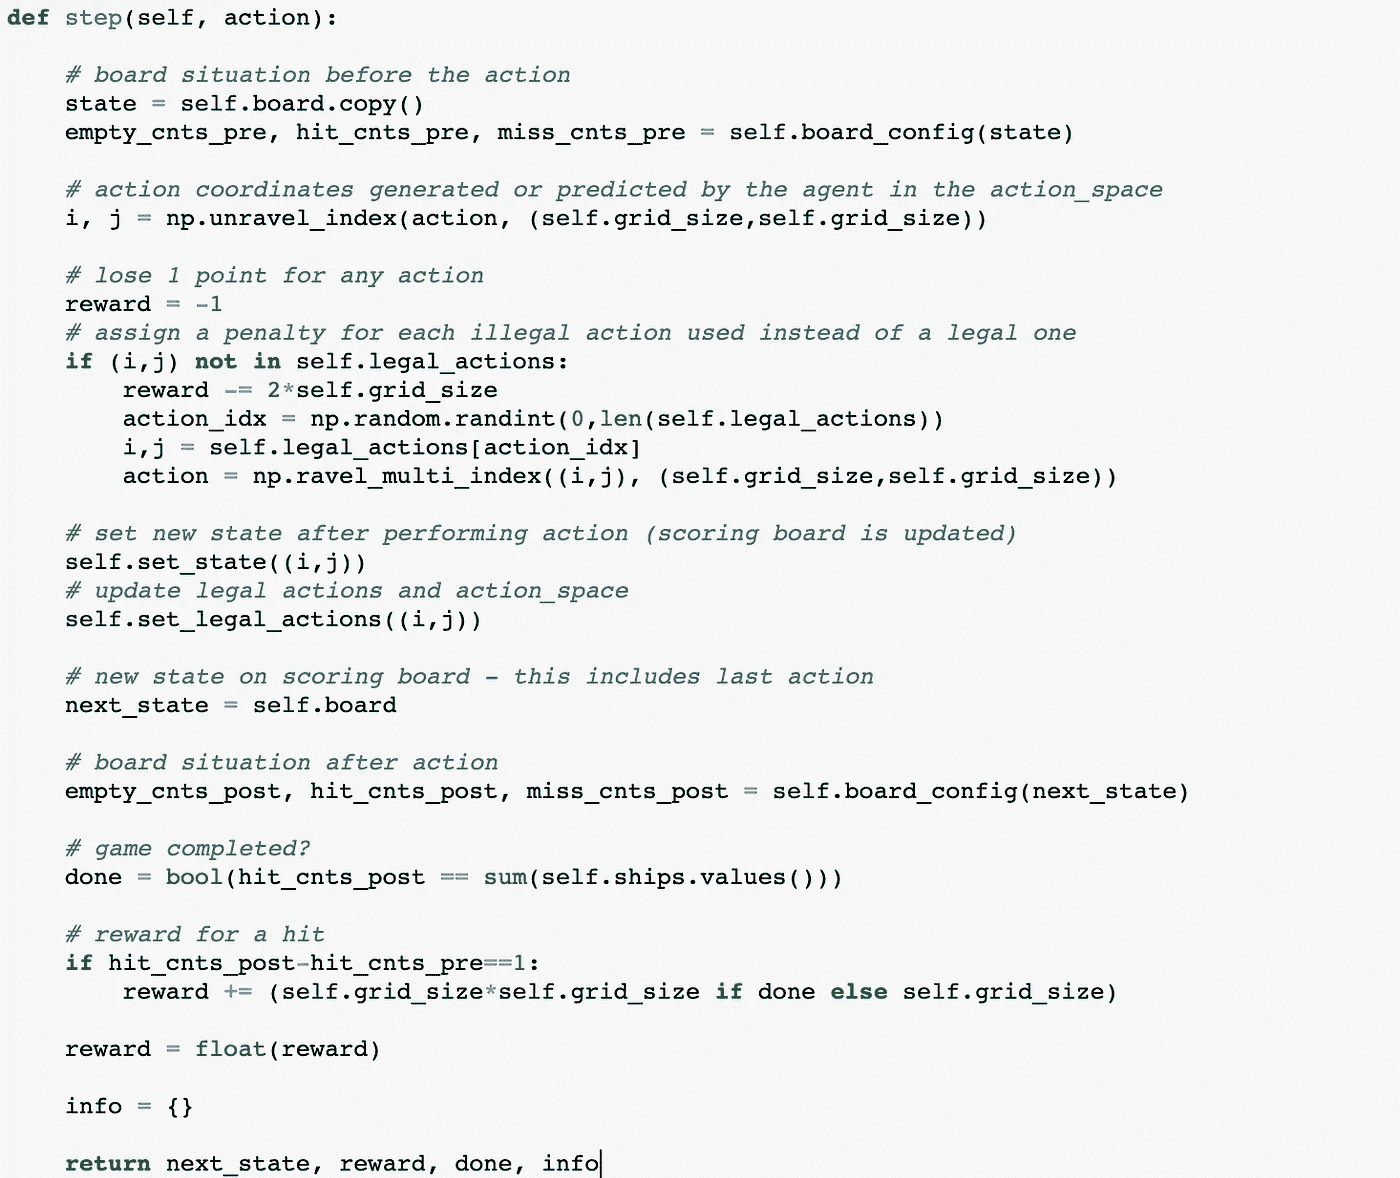 def step(self, action):
# board situation before the action
state = self.board.copy()
empty_cnts_pre, hit_cnts_pre, miss_cnts_pre = self.board_config(state)
# action coordinates generated or predicted by the agent in the action_space
i, j = np.unravel_index(action, (self.grid_size,self.grid_size))
# lose 1 point for any action
reward = -1
# assign a penalty for each illegal action used instead of a legal one
if (i,j) not in self.legal_actions:
reward -= 2*self.grid_size
action_idx = np.random.randint(0,len(self.legal_actions))
i,j = self.legal_actions[action_idx]
action = np.ravel_multi_index((i,j), (self.grid_size,self.grid_size))
# set new state after performing action (scoring board is updated)
self.set_state((i,j))
# update legal actions and action_space
self.set_legal_actions((i,j))
# new state on scoring board - this includes last action
next_state = self.board
# board situation after action
empty_cnts_post, hit_cnts_post, miss_cnts_post = self.board_config(next_state)
# game completed?
done = bool(hit_cnts_post == sum(self.ships.values()))
# reward for a hit
if hit_cnts_post-hit_cnts_pre==1:
reward += (self.grid_size*self.grid_size if done else self.grid_size)
reward = float(reward)
info = {}
return next_state, reward, done, info